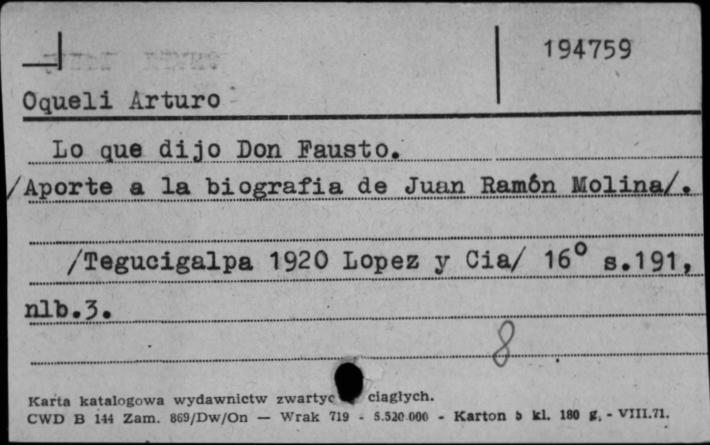 194759
Oqueli Arturo
Lo que dijo Don Fausto.
/Aporte a la biografia de Juan Ramón Molina/.
/Tegucigalpa 1920 Lopez y Cia/ 16° s.191,
nlb.3.
8
Karta katalogowa wydawnictw zwartyc ciągłych.
CWD B 144 Zam. 869/Dw/On — Wrak 719 - 5.520.000 - Karton b kl. 180 g. - VIII.71.